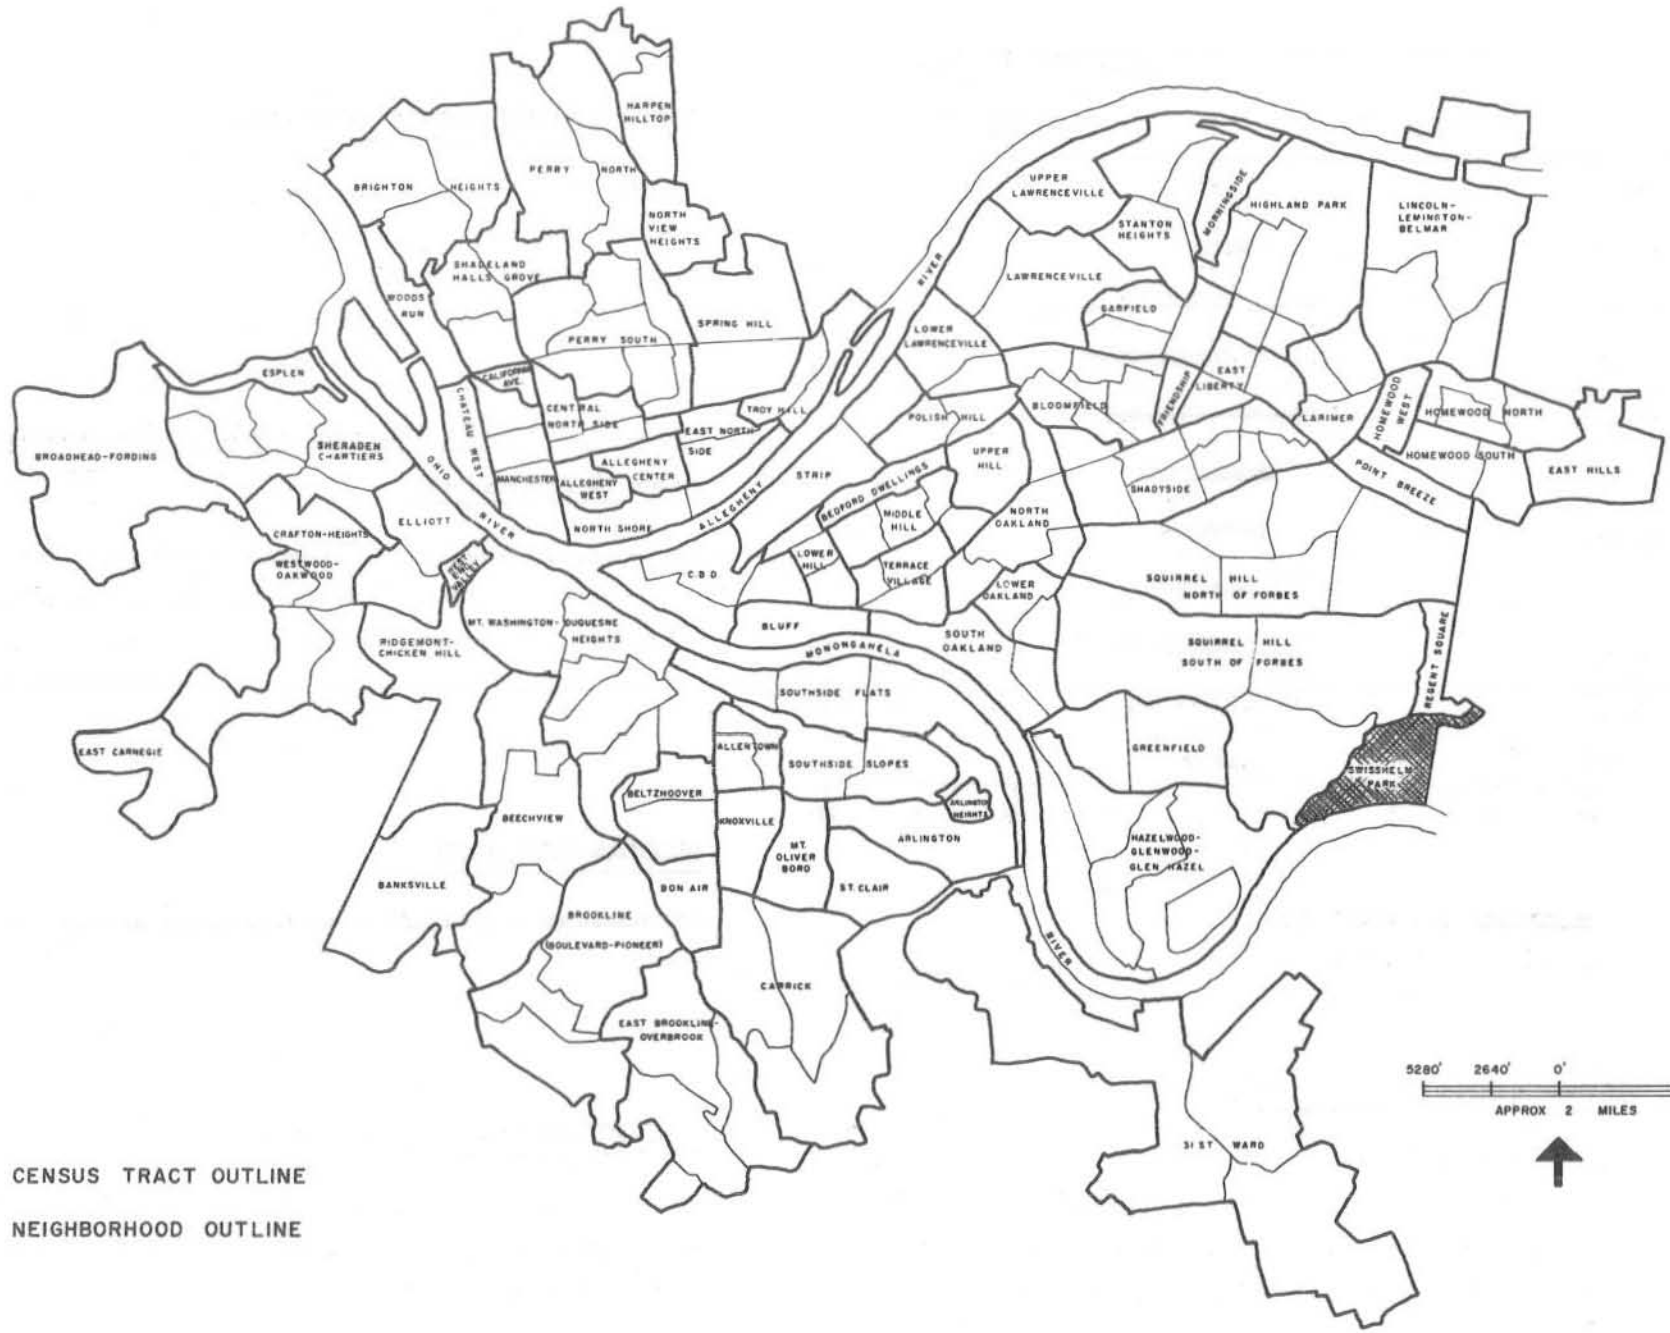 HARPEN
HILLTOP
PERRY NORTH
BRIGHTON HEIGHTS
NORTH
VIEW
HEIGHTS
SHADELAND
HALLS GROVE
WOODS
RUN
PERRY SOUTH
SPRING HILL
CALIFORNIA
AVE.
CHATEAU WEST
CENTRAL
NORTH SIDE
TROY HILL
EAST NORTH
SIDE
ALLEGHENY
CENTER
MANCHESTER
ALLEGHENY
WEST
NORTH SHORE
ESPLEN
SHERADEN
CHARTIERS
BROADHEAD-FORDING
OHIO
RIVER
ELLIOTT
CRAFTON-HEIGHTS
WESTWOOD-
OAKWOOD
WEST
END
VALLEY
RIDGEMONT-
CHICKEN HILL
EAST CARNEGIE
MT. WASHINGTON-DUQUESNE
HEIGHTS
ALLEGHENY
RIVER
STRIP
C.B.D
BLUFF
LOWER
HILL
BEDFORD DWELLINGS
MIDDLE
HILL
TERRACE
VILLAGE
UPPER
HILL
POLISH HILL
LOWER
LAWRENCEVILLE
LAWRENCEVILLE
UPPER
LAWRENCEVILLE
STANTON
HEIGHTS
MORNINGSIDE
HIGHLAND PARK
LINCOLN-
LEMINGTON-
BELMAR
GARFIELD
BLOOMFIELD
FRIENDSHIP
EAST
LIBERTY
LARIMER
HOMEWOOD
WEST
HOMEWOOD NORTH
HOMEWOOD SOUTH
EAST HILLS
POINT BREEZE
SHADYSIDE
NORTH
OAKLAND
LOWER
OAKLAND
SOUTH
OAKLAND
SQUIRREL HILL
NORTH OF FORBES
SQUIRREL HILL
SOUTH OF FORBES
REGENT SQUARE
SWISSHELM
PARK
GREENFIELD
HAZELWOOD-
GLENWOOD-
GLEN HAZEL
MONONGAHELA
RIVER
SOUTHSIDE FLATS
SOUTHSIDE SLOPES
ALLENTOWN
BELTZHOOVER
KNOXVILLE
MT.
OLIVER
BORO
ARLINGTON
HEIGHTS
ARLINGTON
ST. CLAIR
BON AIR
BEECHVIEW
BANKSVILLE
BROOKLINE
(BOULEVARD-PIONEER)
EAST BROOKLINE-
OVERBROOK
CARRICK
31 ST WARD
5280' 2640' 0'
APPROX 2 MILES
CENSUS TRACT OUTLINE
NEIGHBORHOOD OUTLINE